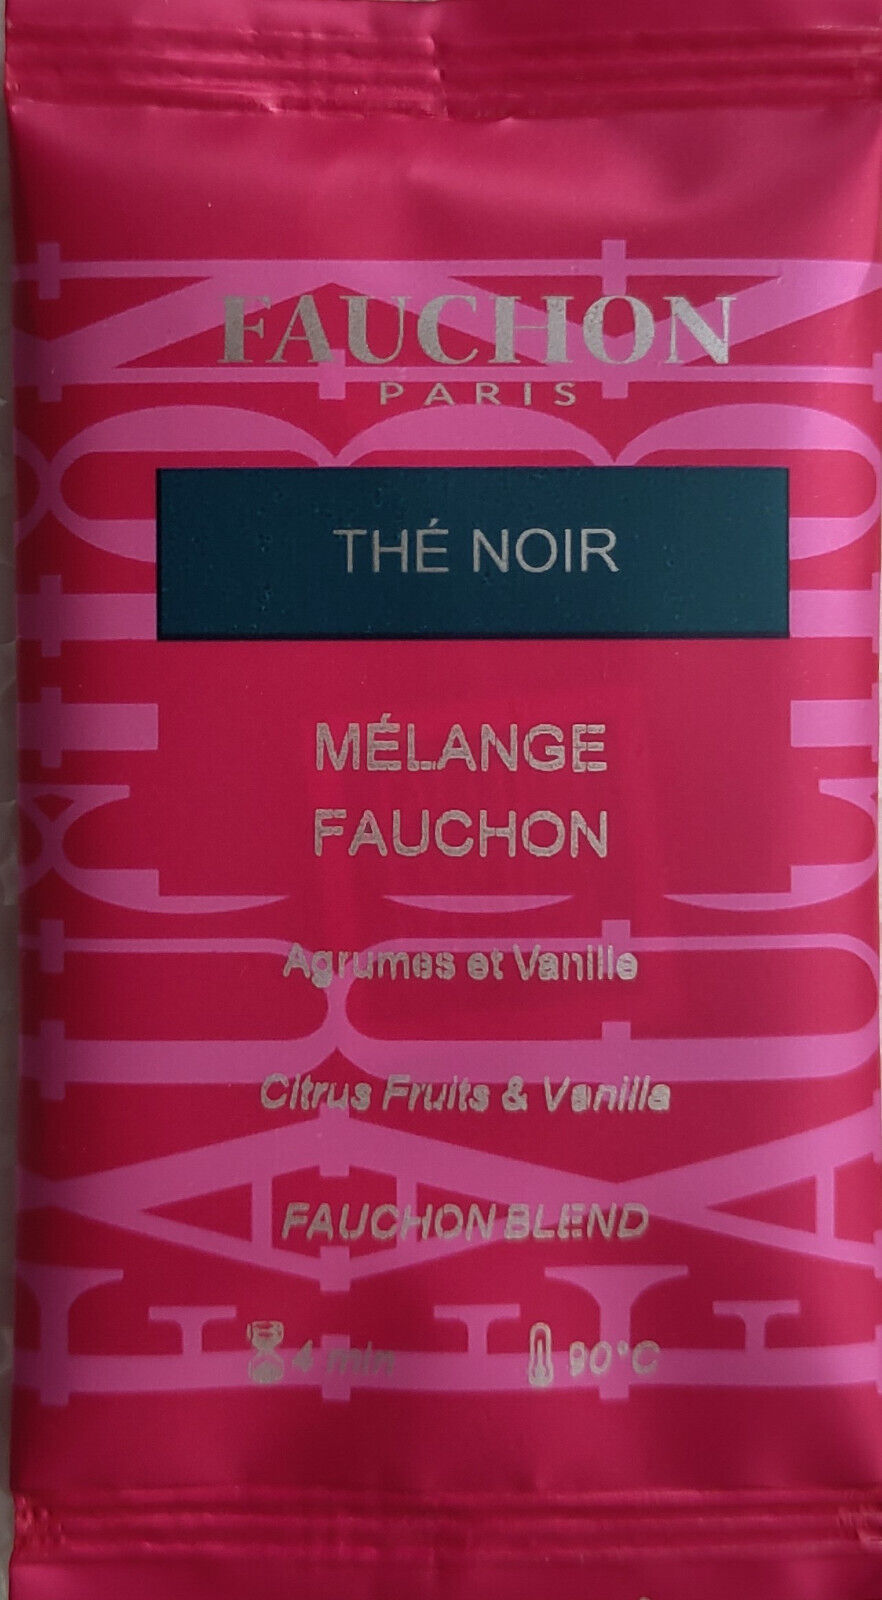 FAUCHON
PARIS
THÉ NOIR
MÉLANGE
FAUCHON
Agrumes et Vanille
Citrus Fruits & Vanilla
FAUCHON BLEND
4 min 90°C